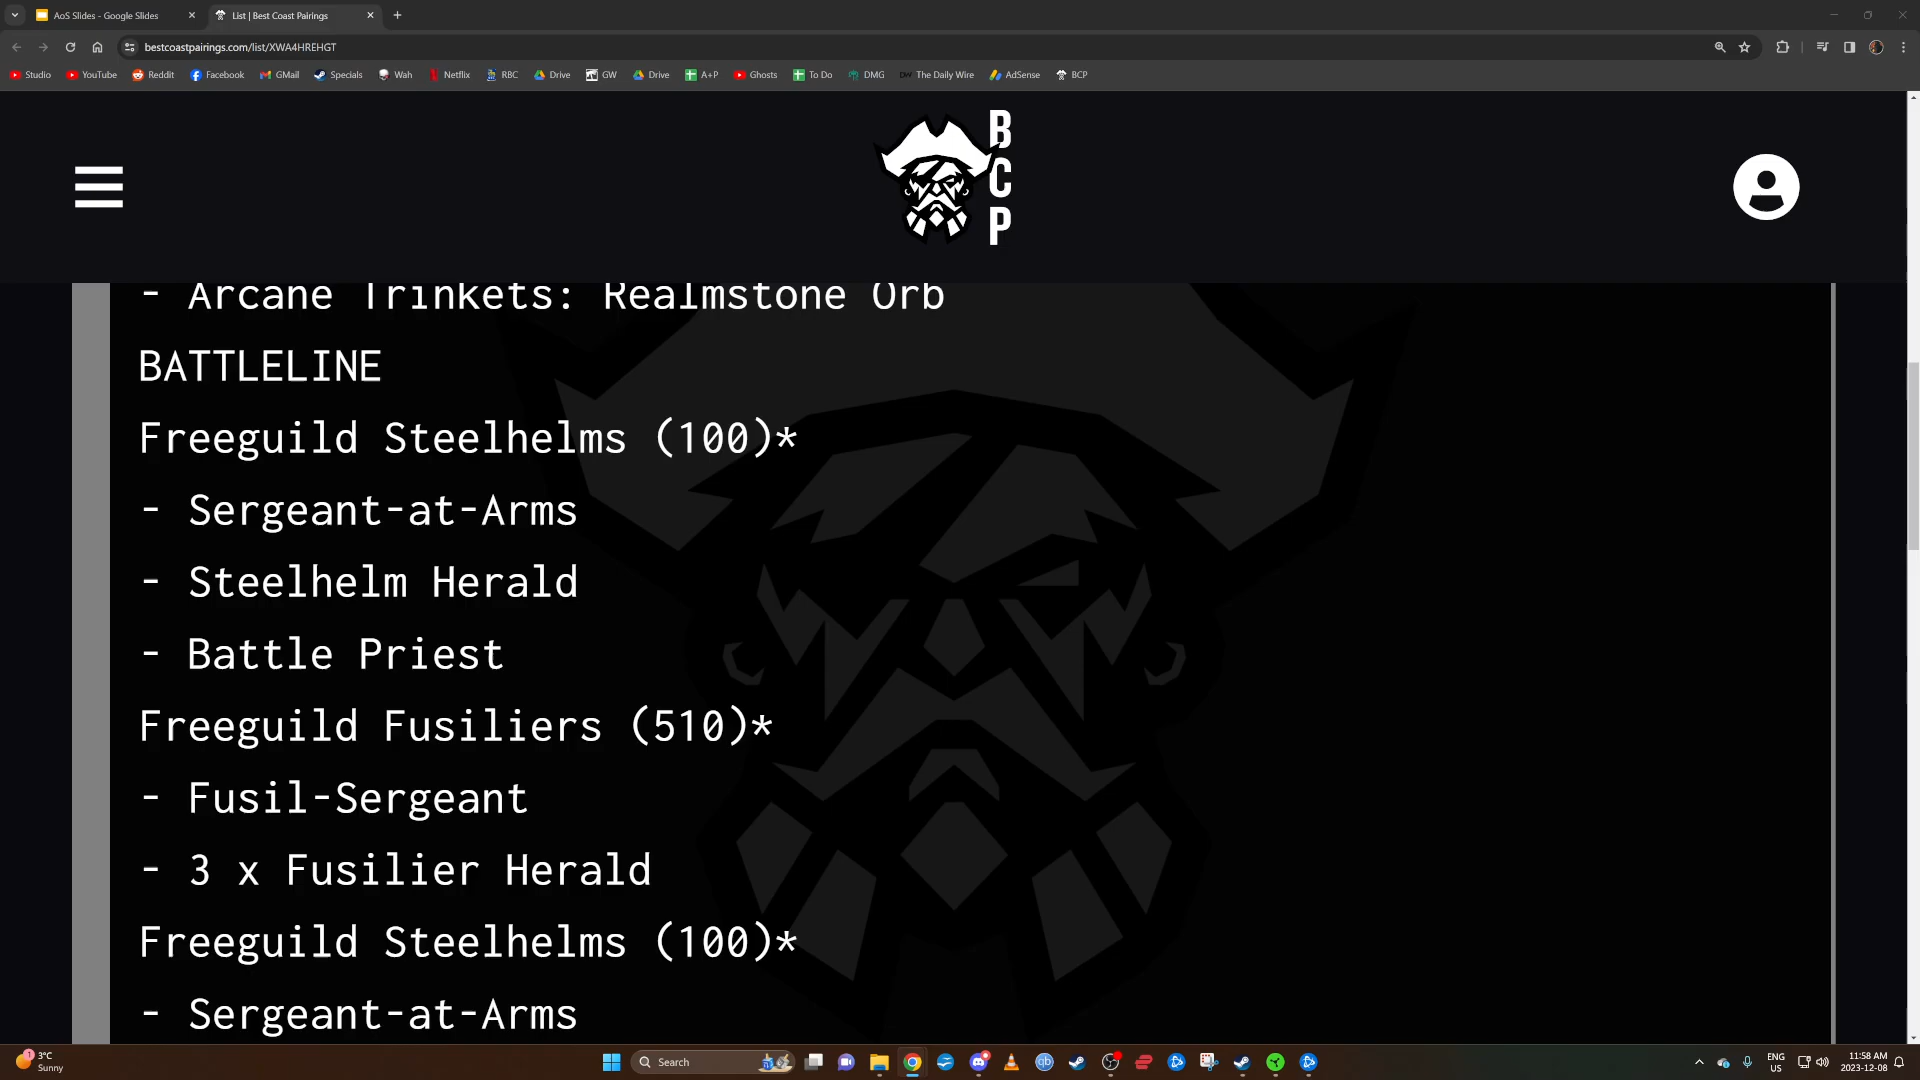 AoS Slides - Google Slides
List | Best Coast Pairings
bestcoastpairings.com/list/XWA4HREHGT
Studio YouTube Reddit Facebook GMail Specials Wah Netflix RBC Drive GW Drive A+P Ghosts To Do DMG The Daily Wire AdSense BCP
B
C
P
- Arcane Trinkets: Realmstone Orb
BATTLELINE
Freeguild Steelhelms (100)*
- Sergeant-at-Arms
- Steelhelm Herald
- Battle Priest
Freeguild Fusiliers (510)*
- Fusil-Sergeant
- 3 x Fusilier Herald
Freeguild Steelhelms (100)*
- Sergeant-at-Arms
1
3°C
Sunny
Search
ENG
US
11:58 AM
2023-12-08